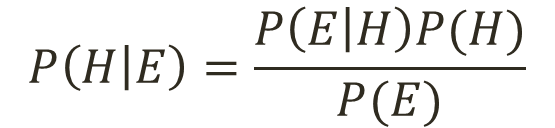 P(H|E) = P(E|H)P(H) / P(E)